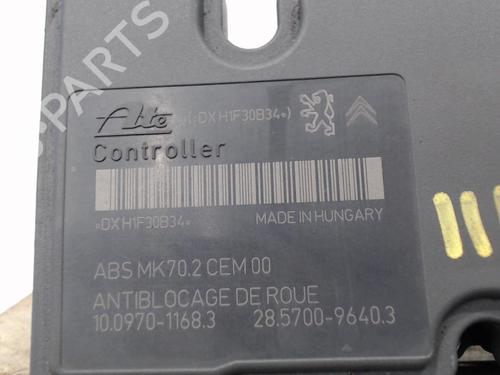 Ate (:DX H1F30B34*)
Controller
*DX H1F30B34*
MADE IN HUNGARY
ABS MK70.2 CEM 00
ANTIBLOCAGE DE ROUE
10.0970-1168.3 28.5700-9640.3
PARTS